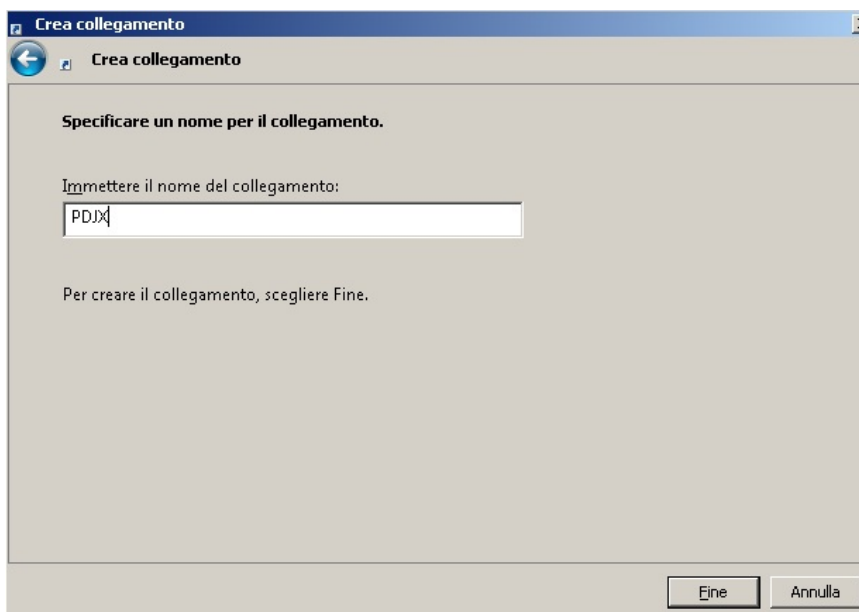 Crea collegamento
Crea collegamento
Specificare un nome per il collegamento.
Immettere il nome del collegamento:
PDJX
Per creare il collegamento, scegliere Fine.
Fine
Annulla